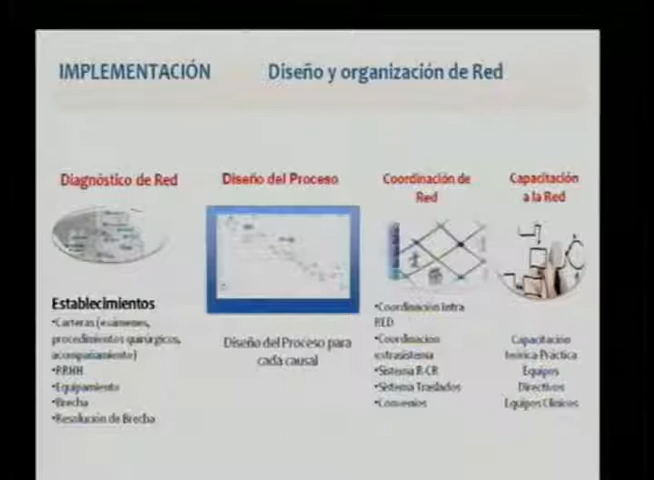 IMPLEMENTACIÓN
Diseño y organización de Red
Diagnóstico de Red
Establecimientos
•Carteras (exámenes,
procedimientos quirúrgicos,
acompañamiento)
•RRHH
•Equipamiento
•Brecha
•Resolución de Brecha
Diseño del Proceso
Diseño del Proceso para
cada causal
Coordinación de
Red
•Coordinación Intra
RED
•Coordinación
extrasistema
•Sistema R-CR
•Sistema Traslados
•Convenios
Capacitación
a la Red
Capacitación
Teórica Práctica
Equipos
Directivos
Equipos Clínicos